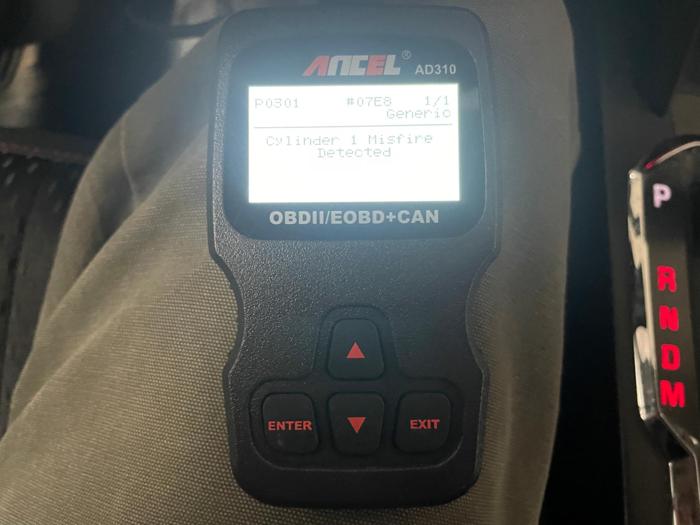 ANCEL®
AD310
P0301 #07E8 1/1
Generic
Cylinder 1 Misfire
Detected
OBDII/EOBD+CAN
ENTER
EXIT
P
R
N
D
M